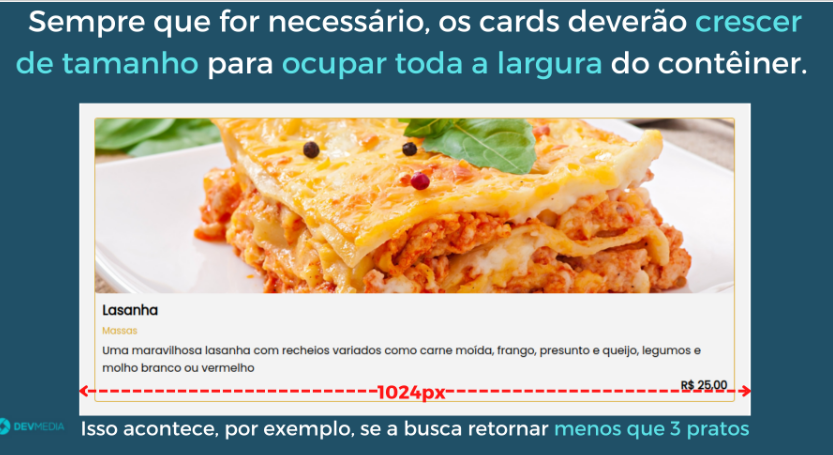 Sempre que for necessário, os cards deverão crescer
de tamanho para ocupar toda a largura do contêiner.
Lasanha
Massas
Uma maravilhosa lasanha com recheios variados como carne moída, frango, presunto e queijo, legumes e
molho branco ou vermelho
R$ 25,00
1024px
DEVMEDIA
Isso acontece, por exemplo, se a busca retornar menos que 3 pratos